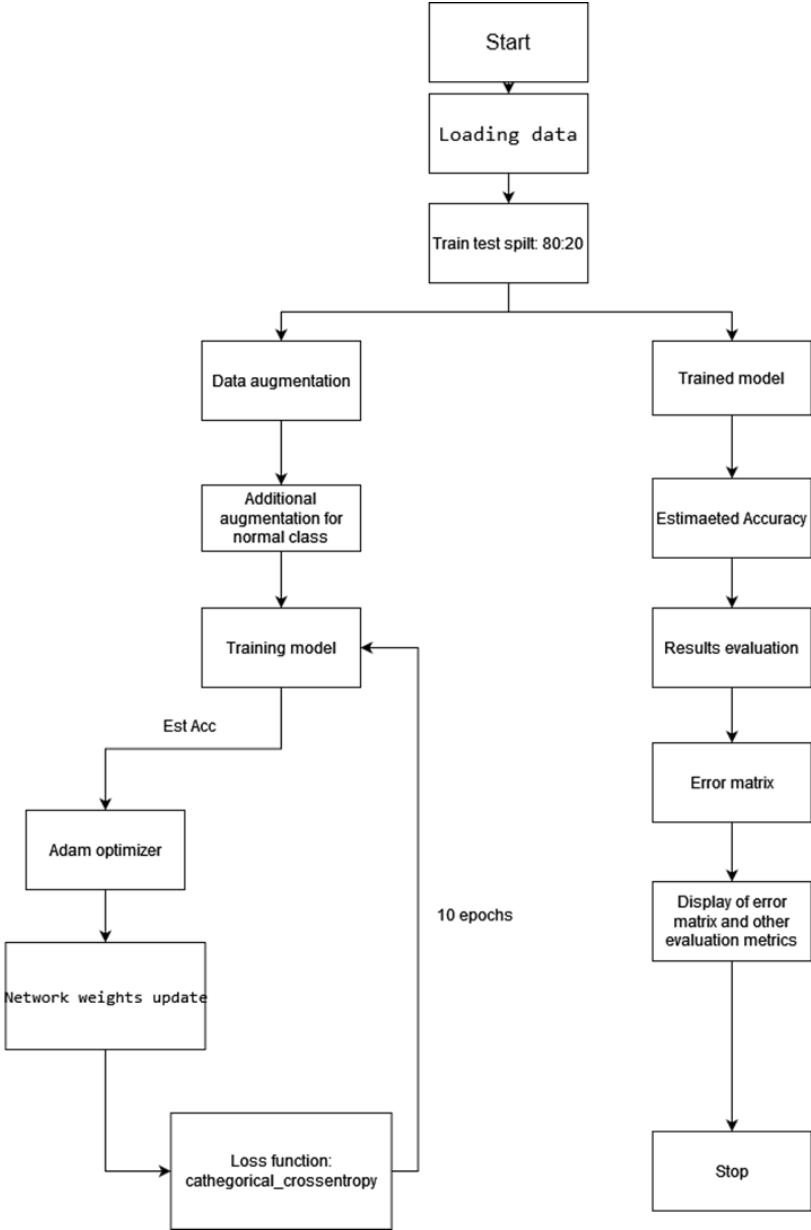 Start
Loading data
Train test spilt: 80:20
Data augmentation
Trained model
Additional
augmentation for
normal class
Estimaeted Accuracy
Training model
Results evaluation
Est Acc
Error matrix
Adam optimizer
10 epochs
Display of error
matrix and other
evaluation metrics
Network weights update
Loss function:
cathegorical_crossentropy
Stop